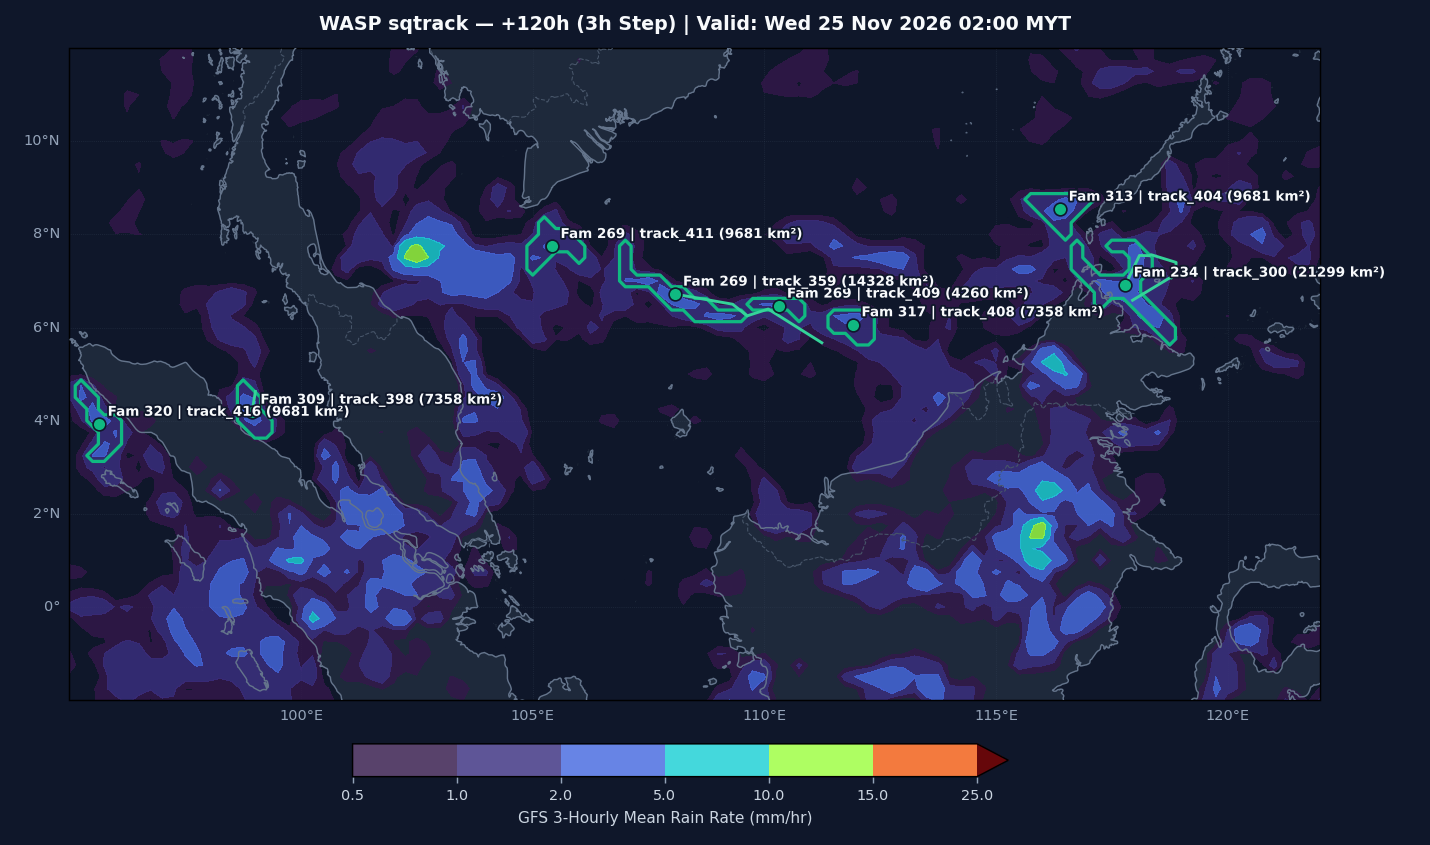 WASP sqtrack — +120h (3h Step) | Valid: Wed 25 Nov 2026 02:00 MYT
10°N
8°N
6°N
4°N
2°N
0°
Fam 313 | track_404 (9681 km²)
Fam 269 | track_411 (9681 km²)
Fam 234 | track_300 (21299 km²)
Fam 269 | track_359 (14328 km²)
Fam 269 | track_409 (4260 km²)
Fam 317 | track_408 (7358 km²)
Fam 309 | track_398 (7358 km²)
Fam 320 | track_416 (9681 km²)
100°E 105°E 110°E 115°E 120°E
0.5 1.0 2.0 5.0 10.0 15.0 25.0
GFS 3-Hourly Mean Rain Rate (mm/hr)